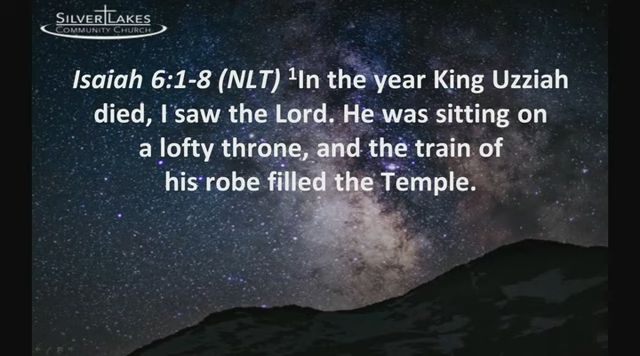 SILVER LAKES
COMMUNITY CHURCH
Isaiah 6:1-8 (NLT) ¹In the year King Uzziah
died, I saw the Lord. He was sitting on
a lofty throne, and the train of
his robe filled the Temple.